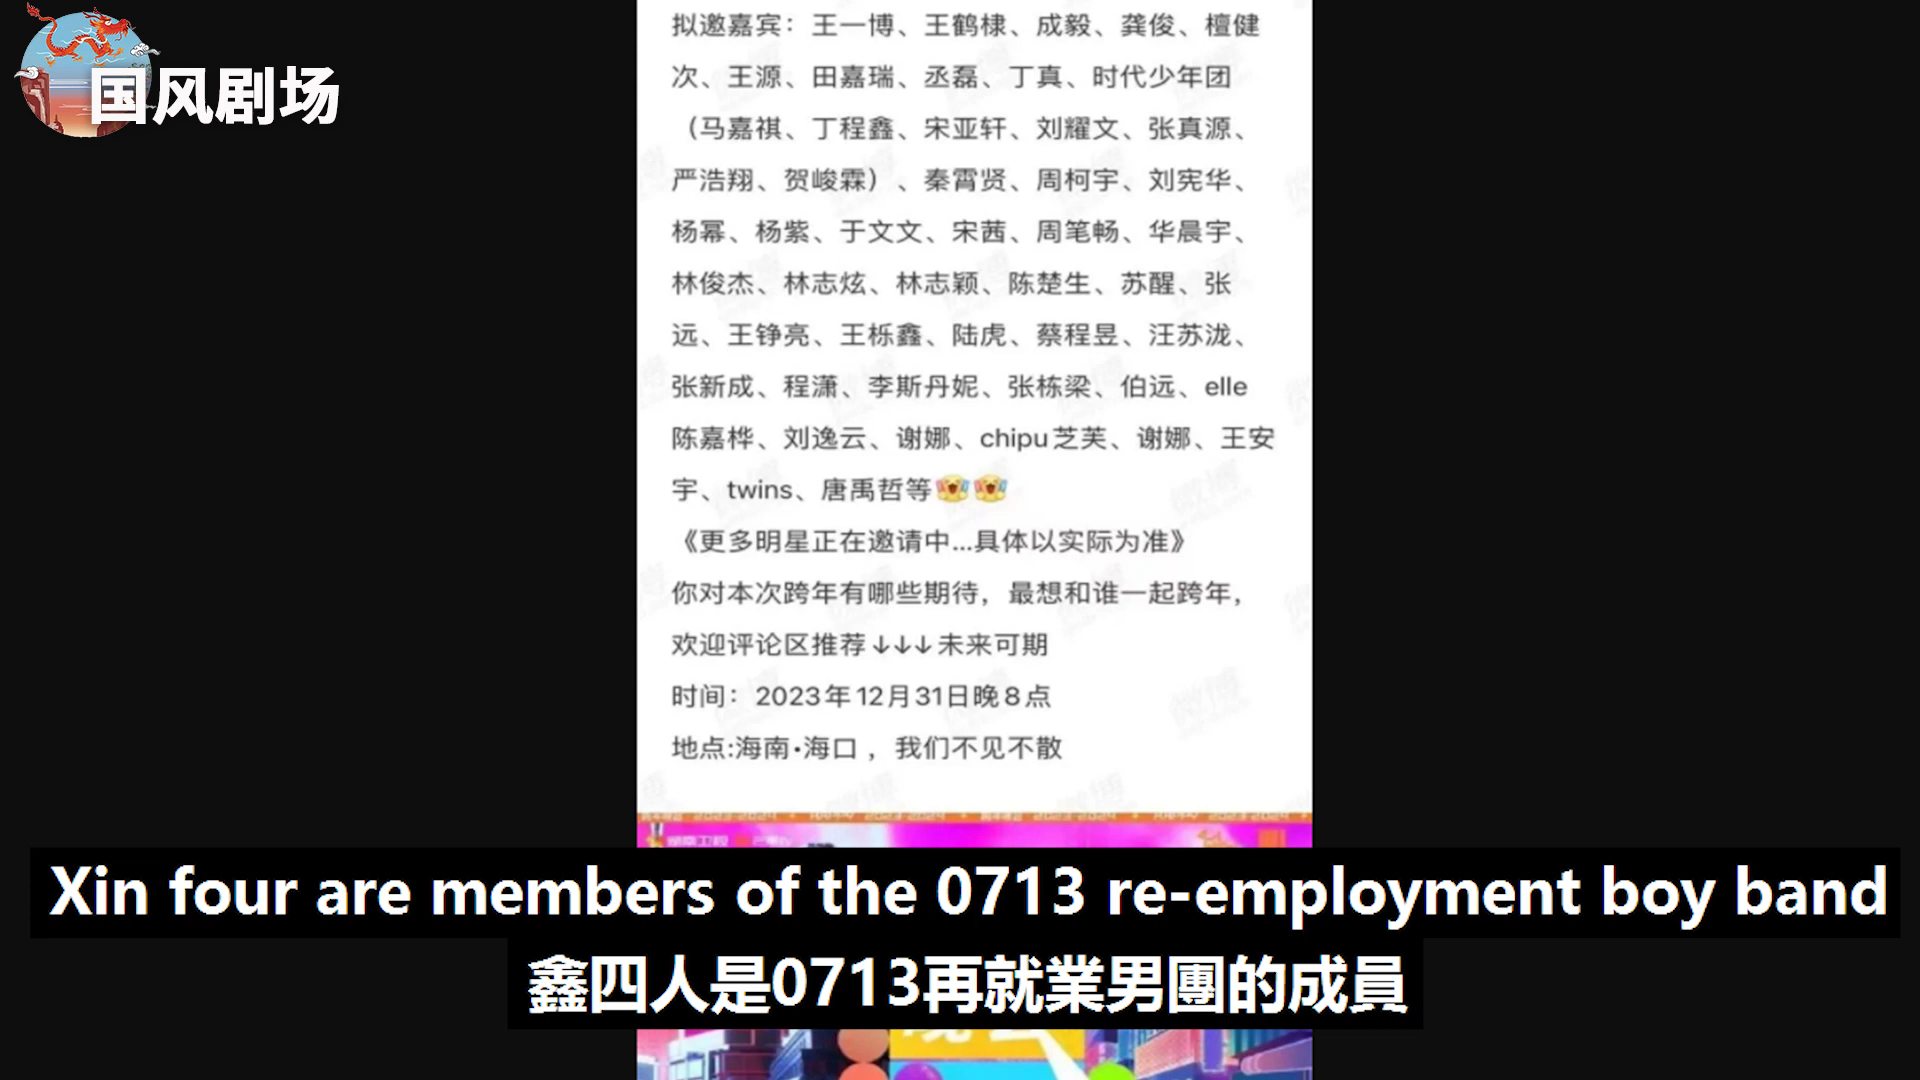 国风剧场
拟邀嘉宾：王一博、王鹤棣、成毅、龚俊、檀健
次、王源、田嘉瑞、丞磊、丁真、时代少年团
（马嘉祺、丁程鑫、宋亚轩、刘耀文、张真源、
严浩翔、贺峻霖）、秦霄贤、周柯宇、刘宪华、
杨幂、杨紫、于文文、宋茜、周笔畅、华晨宇、
林俊杰、林志炫、林志颖、陈楚生、苏醒、张
远、王铮亮、王栎鑫、陆虎、蔡程昱、汪苏泷、
张新成、程潇、李斯丹妮、张栋梁、伯远、elle
陈嘉桦、刘逸云、谢娜、chipu芝芙、谢娜、王安
宇、twins、唐禹哲等
《更多明星正在邀请中...具体以实际为准》
你对本次跨年有哪些期待，最想和谁一起跨年，
欢迎评论区推荐↓↓↓未来可期
时间：2023年12月31日晚8点
地点:海南·海口，我们不见不散
Xin four are members of the 0713 re-employment boy band
鑫四人是0713再就業男團的成員